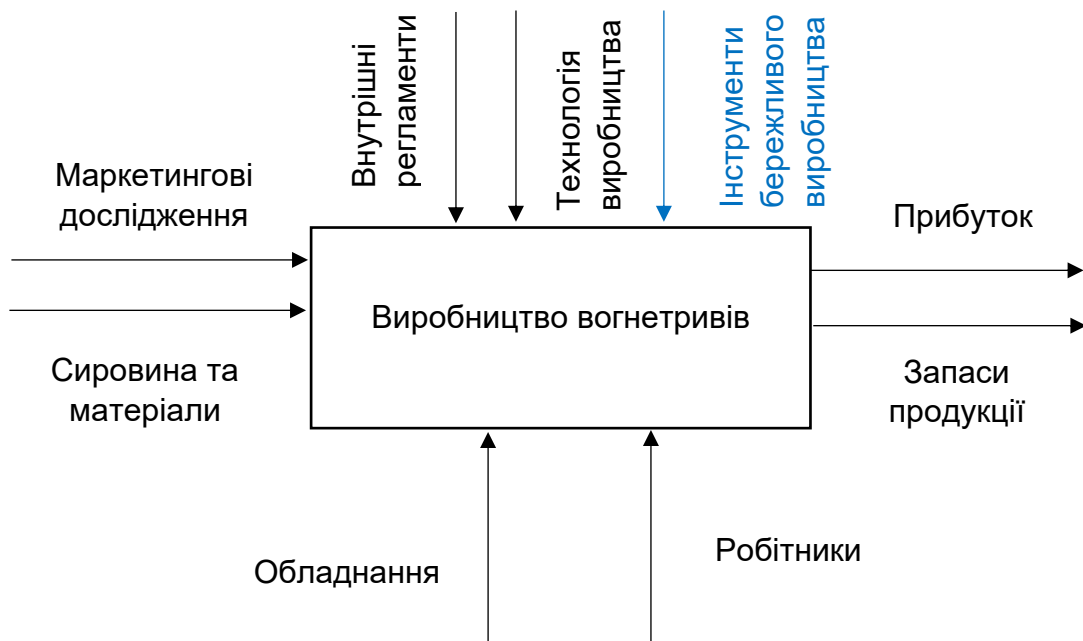 Внутрішні
регламенти
Технологія
виробництва
Інструменти
бережливого
виробництва
Маркетингові
дослідження
Прибуток
Виробництво вогнетривів
Сировина та
матеріали
Запаси
продукції
Обладнання
Робітники